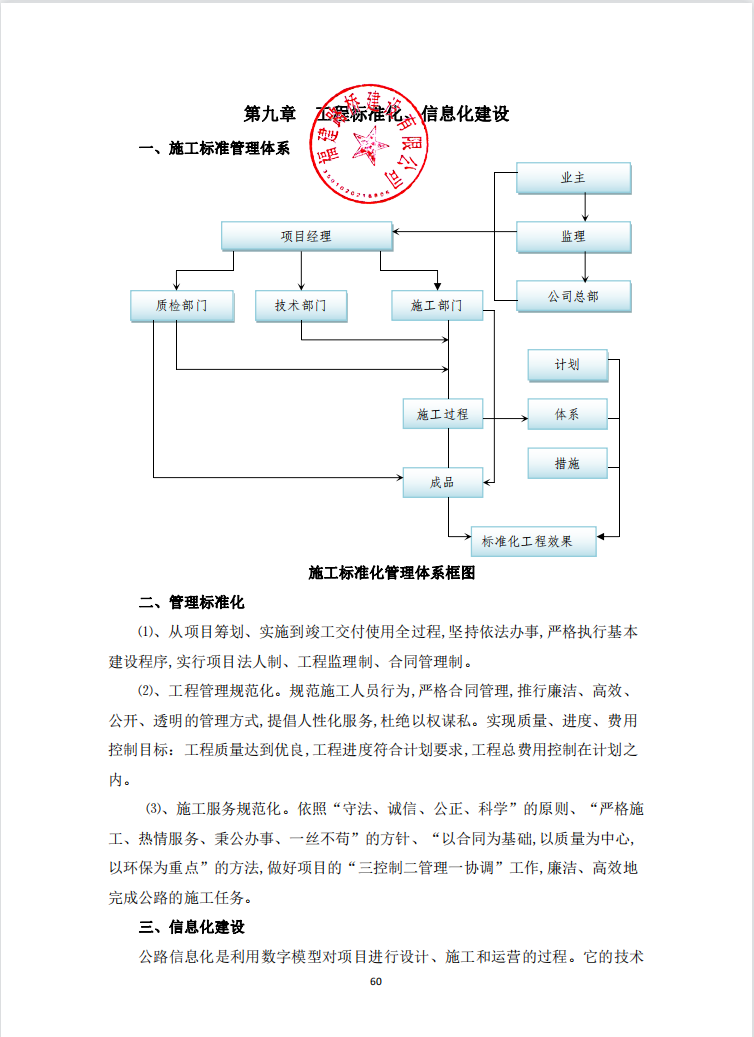 第九章 工程标准化、信息化建设
福建路桥建设有限公司
一、施工标准管理体系
业主
项目经理
监理
质检部门
技术部门
施工部门
公司总部
计划
施工过程
体系
措施
成品
标准化工程效果
施工标准化管理体系框图
二、管理标准化
⑴、从项目筹划、实施到竣工交付使用全过程,坚持依法办事,严格执行基本
建设程序,实行项目法人制、工程监理制、合同管理制。
⑵、工程管理规范化。规范施工人员行为,严格合同管理,推行廉洁、高效、
公开、透明的管理方式,提倡人性化服务,杜绝以权谋私。实现质量、进度、费用
控制目标：工程质量达到优良,工程进度符合计划要求,工程总费用控制在计划之
内。
⑶、施工服务规范化。依照“守法、诚信、公正、科学”的原则、“严格施
工、热情服务、秉公办事、一丝不苟”的方针、“以合同为基础,以质量为中心,
以环保为重点”的方法,做好项目的“三控制二管理一协调”工作,廉洁、高效地
完成公路的施工任务。
三、信息化建设
公路信息化是利用数字模型对项目进行设计、施工和运营的过程。它的技术
60